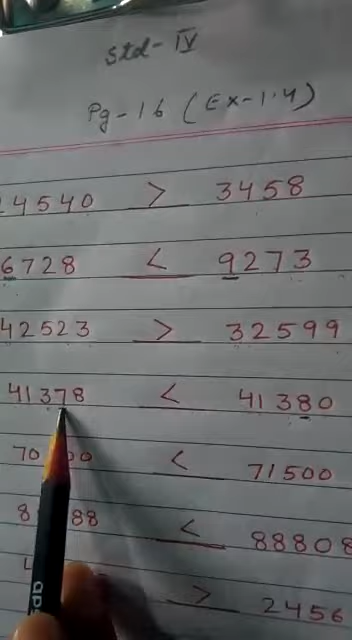 Std-IV
Pg-16 (Ex-1.4)
4540 > 3458
6728 < 9273
42523 > 32599
41378 < 41380
< 71500
< 88808
> 2456